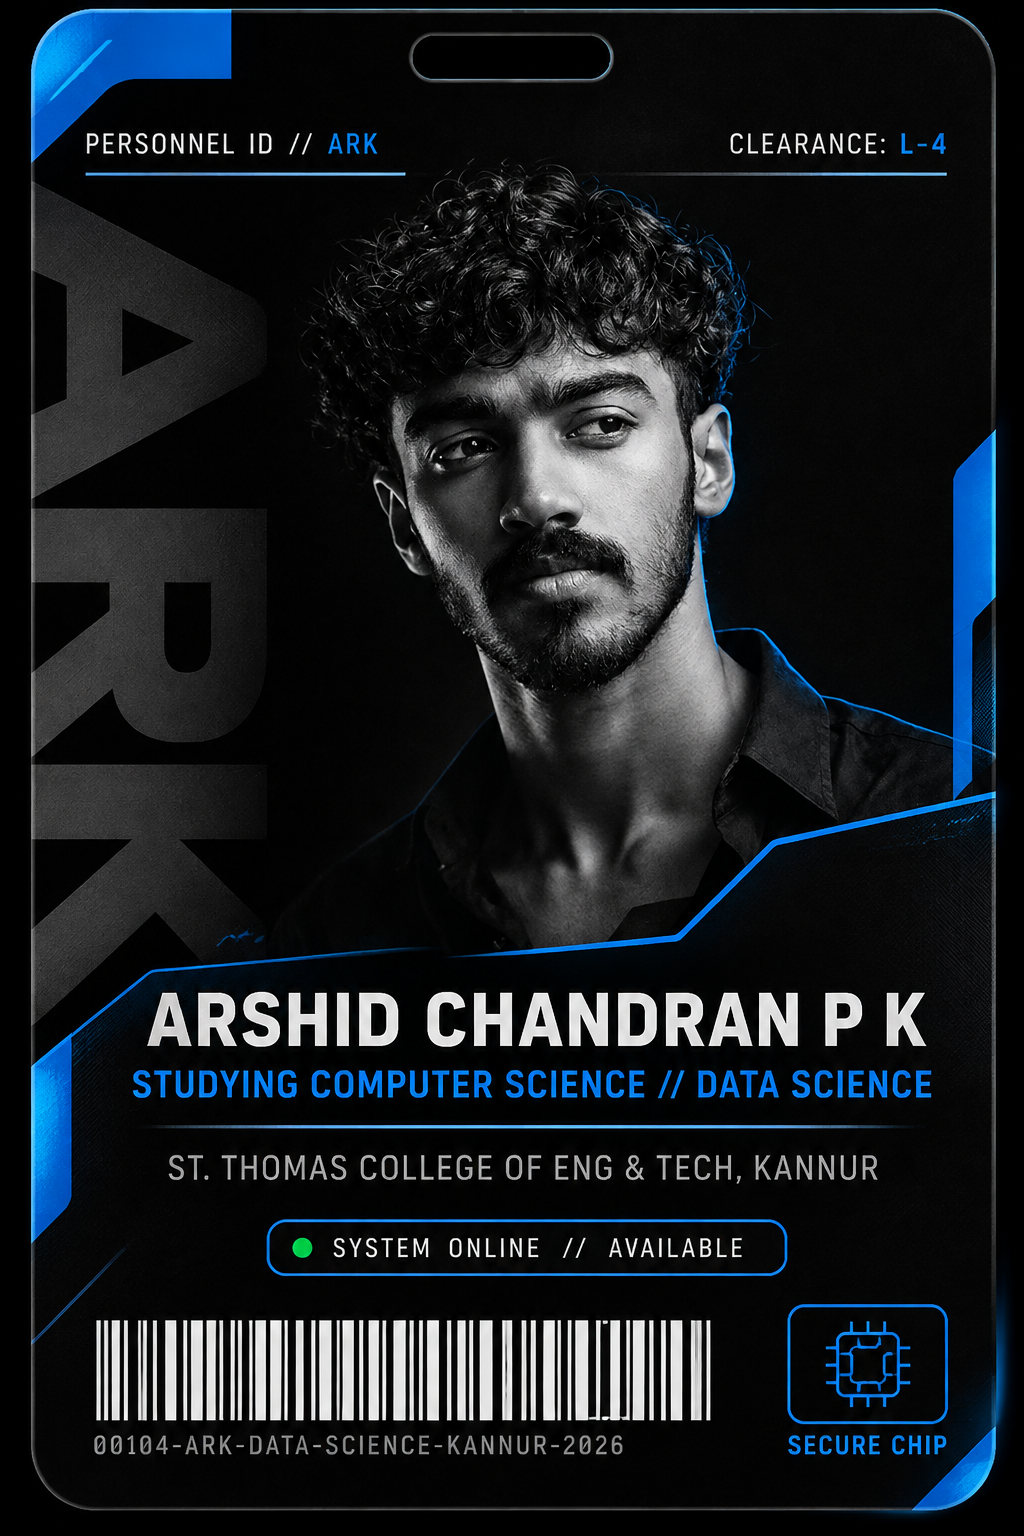 PERSONNEL ID // ARK
CLEARANCE: L-4
ARK
ARSHID CHANDRAN P K
STUDYING COMPUTER SCIENCE // DATA SCIENCE
ST. THOMAS COLLEGE OF ENG & TECH, KANNUR
SYSTEM ONLINE // AVAILABLE
00104-ARK-DATA-SCIENCE-KANNUR-2026
SECURE CHIP